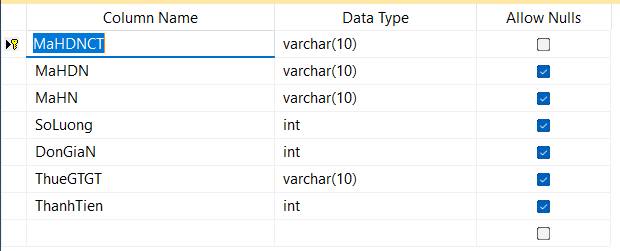 Column Name Data Type Allow Nulls
MaHDNCT varchar(10)
MaHDN varchar(10)
MaHN varchar(10)
SoLuong int
DonGiaN int
ThueGTGT varchar(10)
ThanhTien int